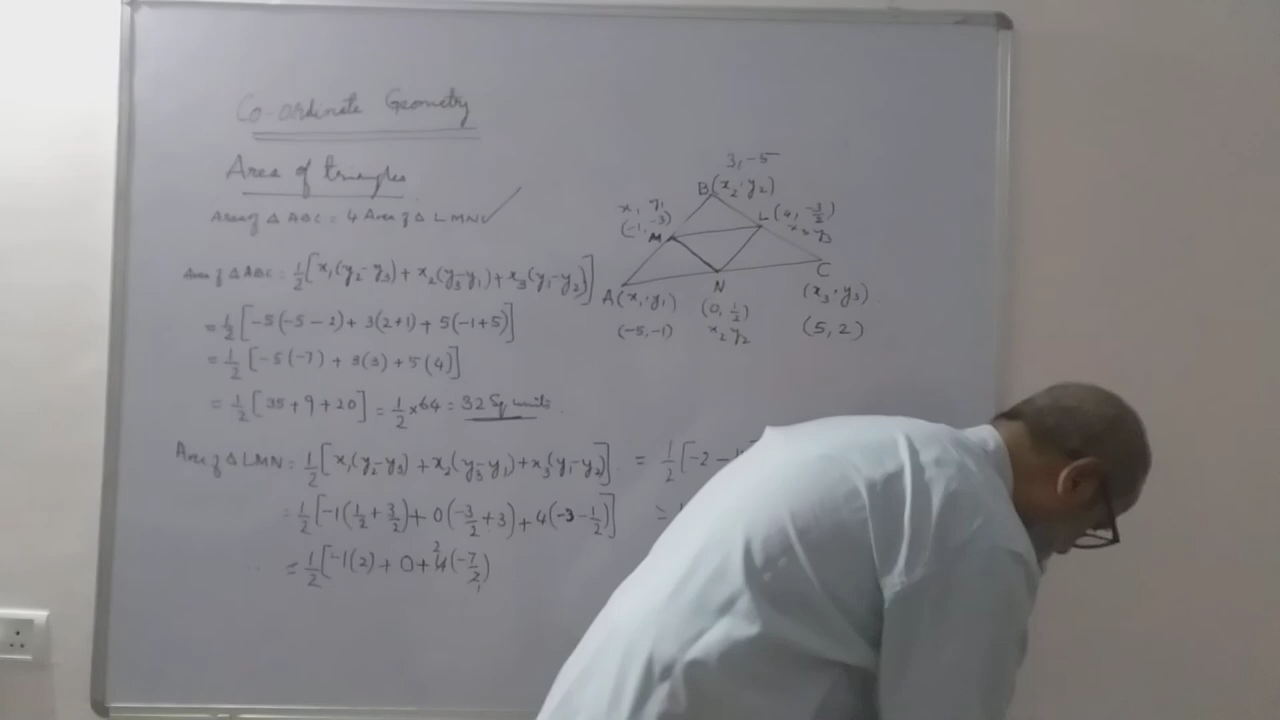 Co-ordinate Geometry
Area of triangles
Area of Δ ABC = 4 Area of Δ LMN
Area of Δ ABC = 1/2 [x₁(y₂-y₃) + x₂(y₃-y₁) + x₃(y₁-y₂)]
= 1/2 [-5(-5-2) + 3(2+1) + 5(-1+5)]
= 1/2 [-5(-7) + 3(3) + 5(4)]
= 1/2 [35+9+20] = 1/2 × 64 = 32 Sq units.
Area of Δ LMN = 1/2 [x₁(y₂-y₃) + x₂(y₃-y₁) + x₃(y₁-y₂)] = 1/2 [-2 -
= 1/2 [-1(1/2 + 3/2) + 0(-3/2 + 3) + 4(-3 - 1/2)] =
= 1/2 [-1(2) + 0 + 4(-7/2)
3, -5
B(x₂, y₂)
x₁ y₁
(-1, -3)
M
L (4, -3/2)
x₃ y₃
A(x₁, y₁)
(-5, -1)
N
(0, 1/2)
x₂ y₂
C
(x₃, y₃)
(5, 2)